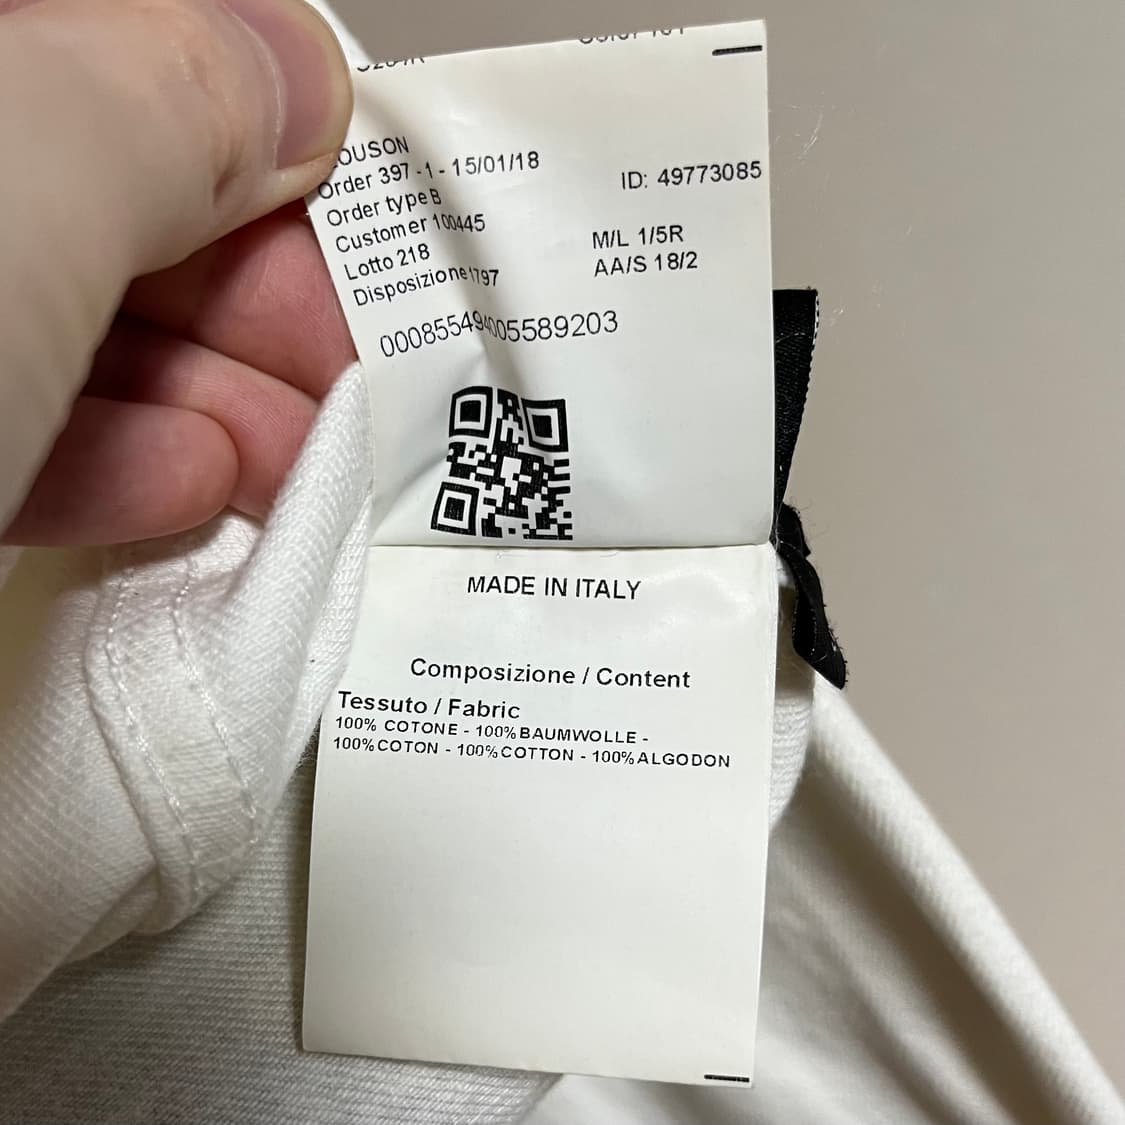 OUSON
Order 397 -1 - 15/01/18
ID: 49773085
Order type B
Customer 100445
M/L 1/5R
Lotto 218
AA/S 18/2
Disposizione 1797
000855494005589203
MADE IN ITALY
Composizione / Content
Tessuto / Fabric
100% COTONE - 100%BAUMWOLLE -
100%COTON - 100%COTTON - 100%ALGODON